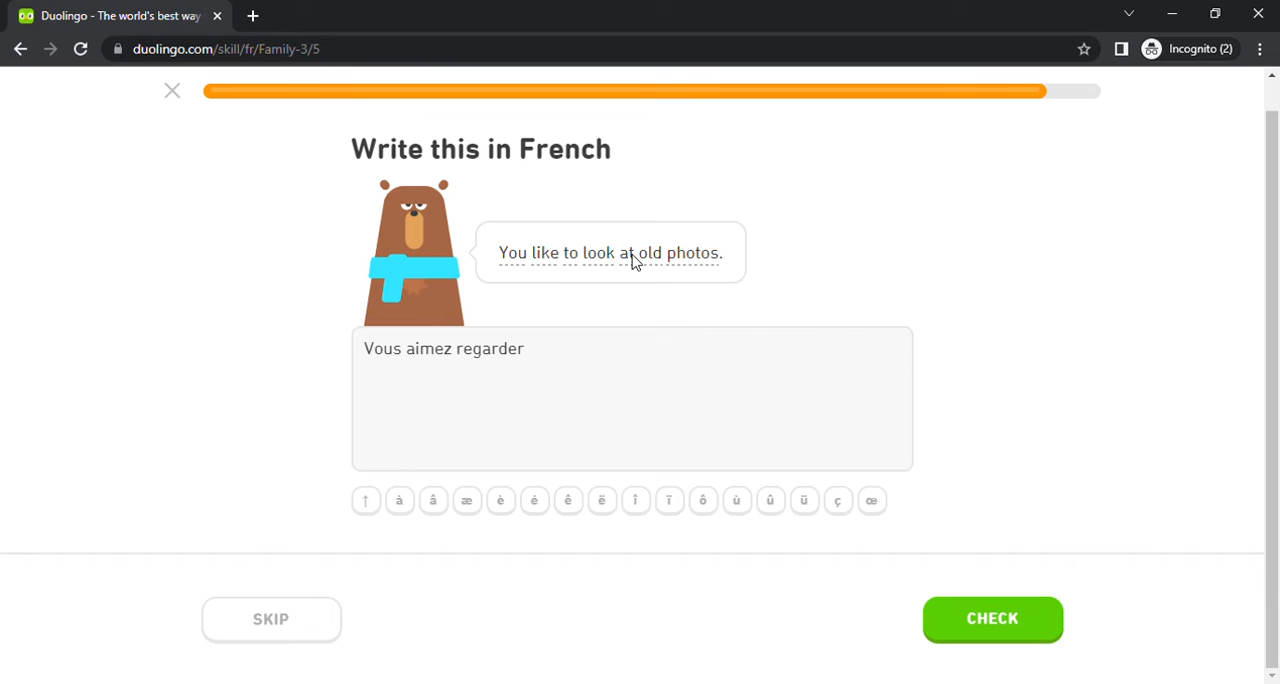 Duolingo - The world's best way
duolingo.com/skill/fr/Family-3/5
Incognito (2)
Write this in French
You like to look at old photos.
Vous aimez regarder
↑ à â æ è é ê ë î ï ô ù û ü ç œ
SKIP
CHECK